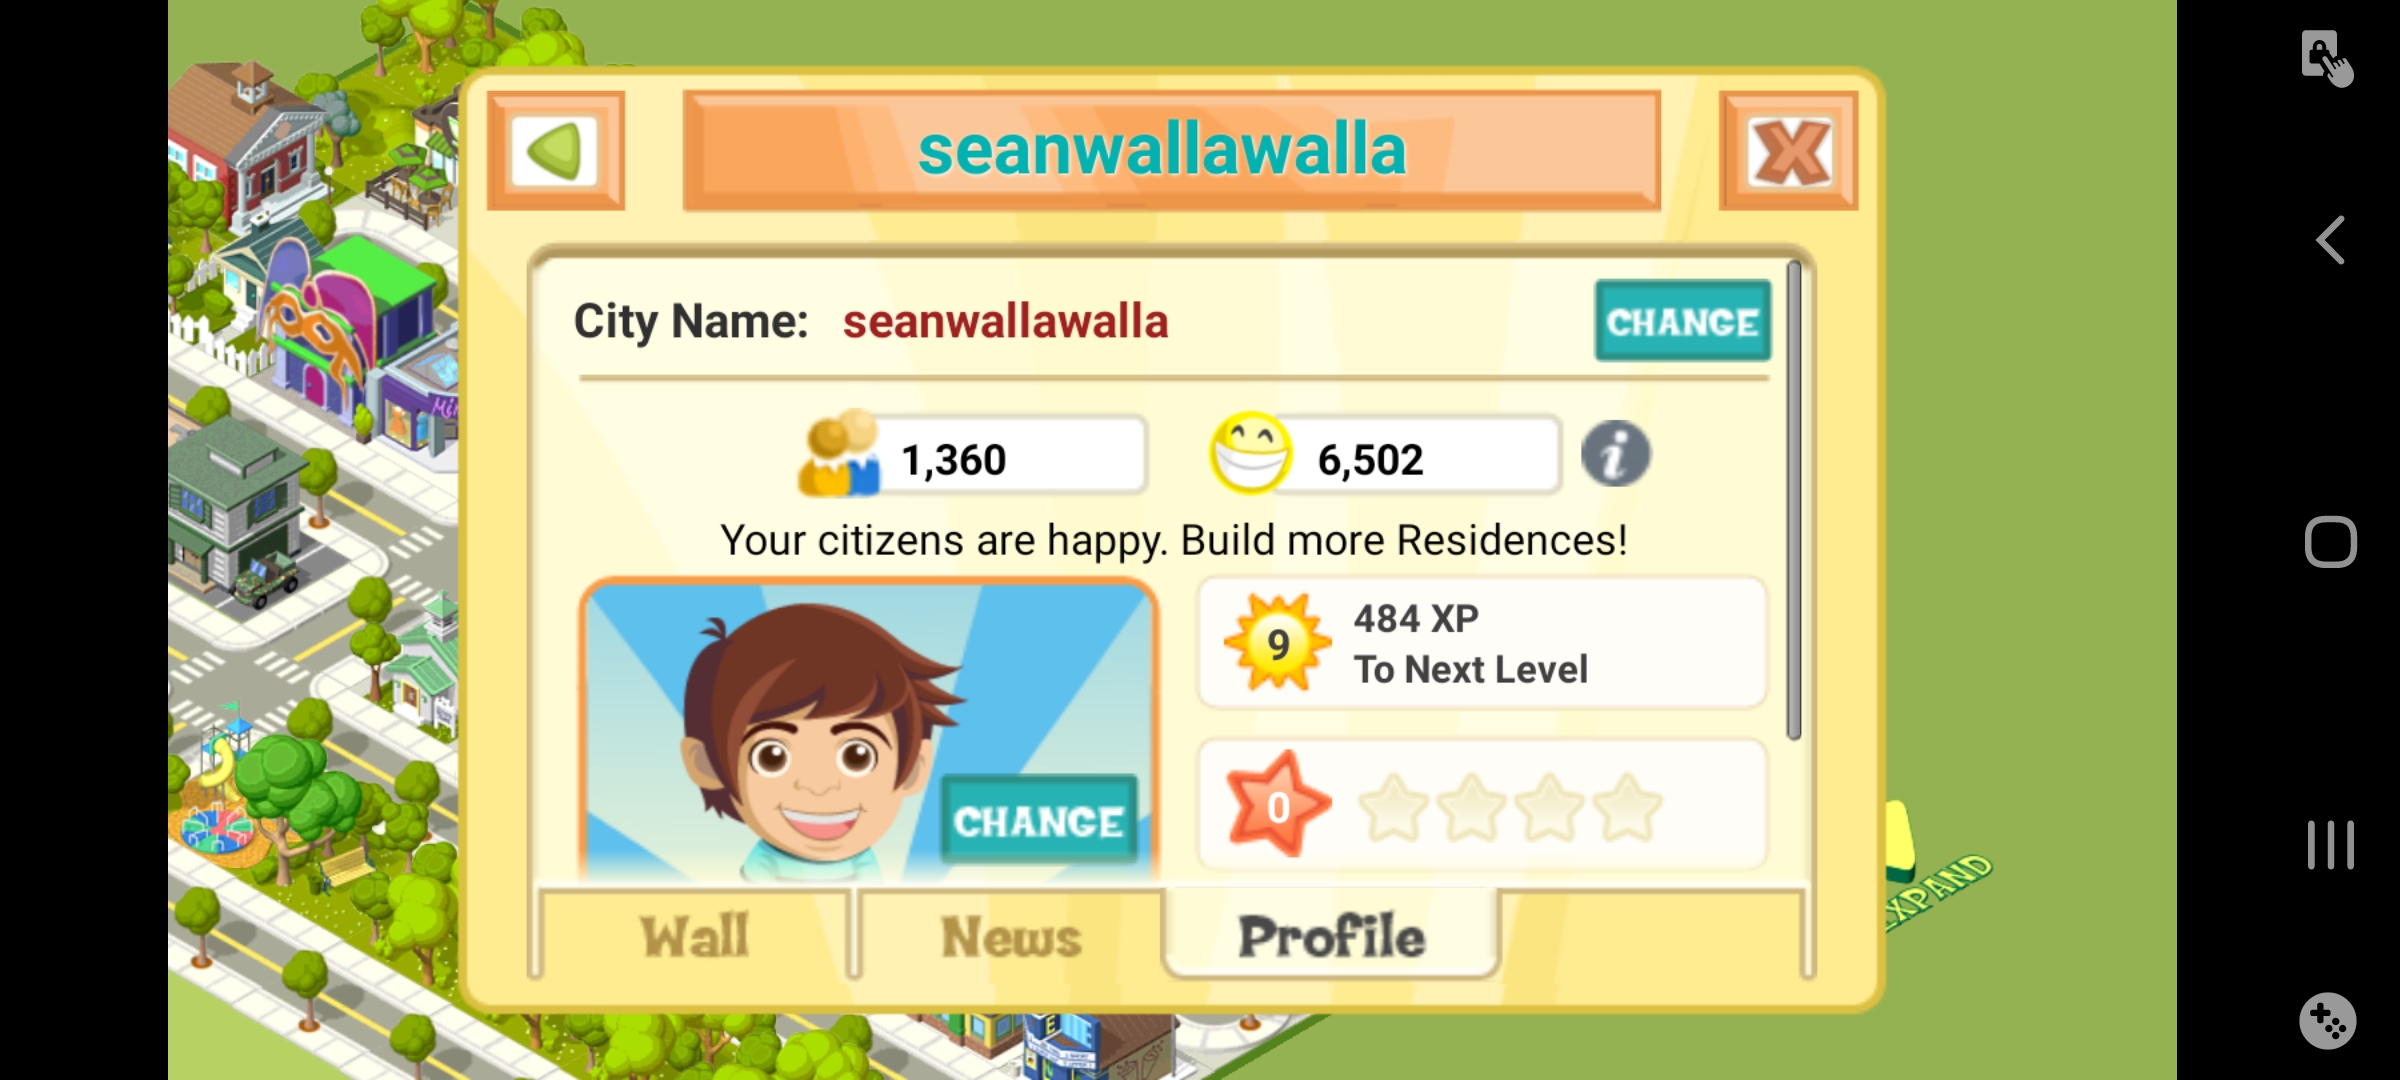 seanwallawalla
City Name: seanwallawalla
CHANGE
1,360
6,502
i
Your citizens are happy. Build more Residences!
9
484 XP
To Next Level
0
CHANGE
Wall
News
Profile
EXPAND